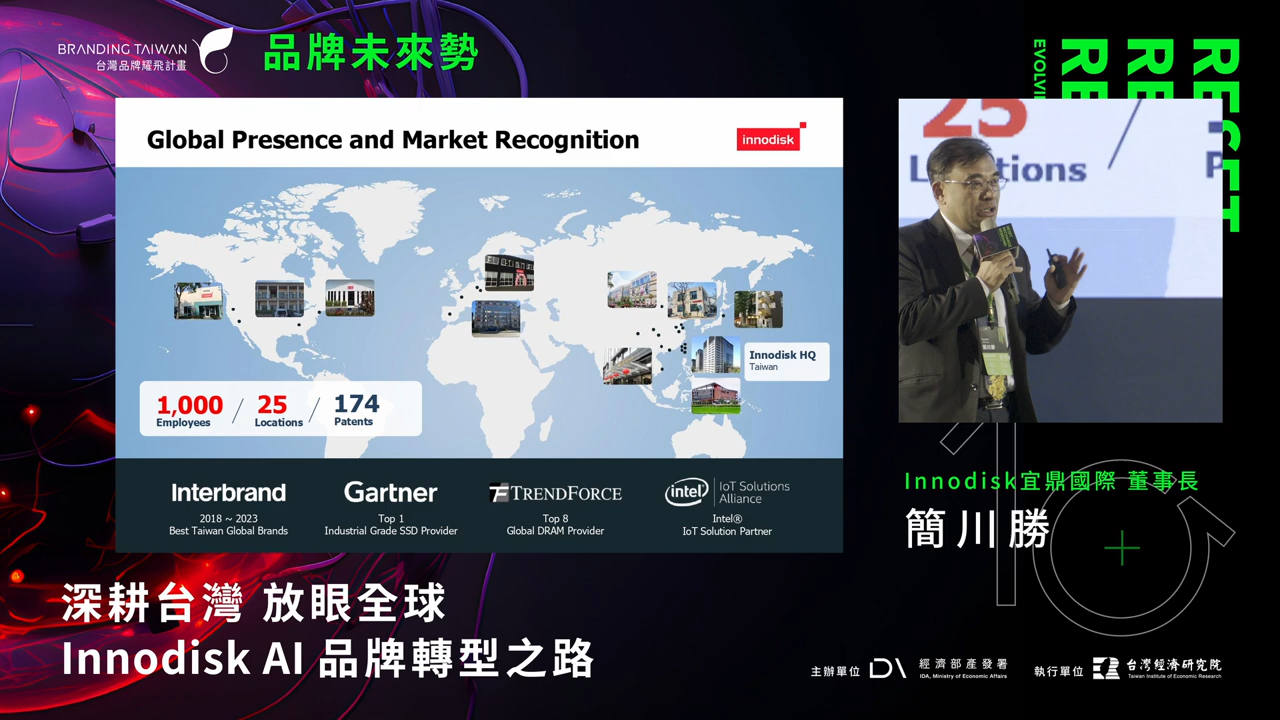 BRANDING TAIWAN
台灣品牌耀飛計畫
品牌未來勢
Global Presence and Market Recognition
innodisk
Innodisk HQ
Taiwan
1,000
Employees
25
Locations
174
Patents
Interbrand
2018 ~ 2023
Best Taiwan Global Brands
Gartner
Top 1
Industrial Grade SSD Provider
TRENDFORCE
Top 8
Global DRAM Provider
intel
IoT Solutions
Alliance
Intel®
IoT Solution Partner
RESET
RE
RE
EVOLVI
25
Locations
P
Innodisk宜鼎國際 董事長
簡川勝
深耕台灣 放眼全球
Innodisk AI 品牌轉型之路
主辦單位
經濟部產發署
IDA, Ministry of Economic Affairs
執行單位
台灣經濟研究院
Taiwan Institute of Economic Research